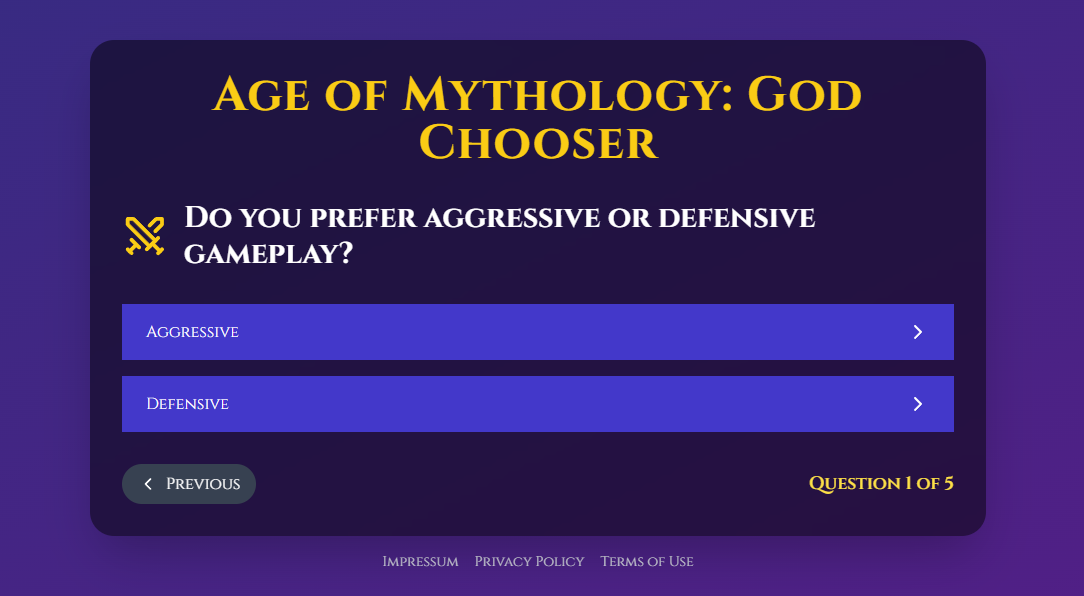 Age of Mythology: God
Chooser
Do you prefer aggressive or defensive
gameplay?
Aggressive
Defensive
Previous
Question 1 of 5
Impressum Privacy Policy Terms of Use